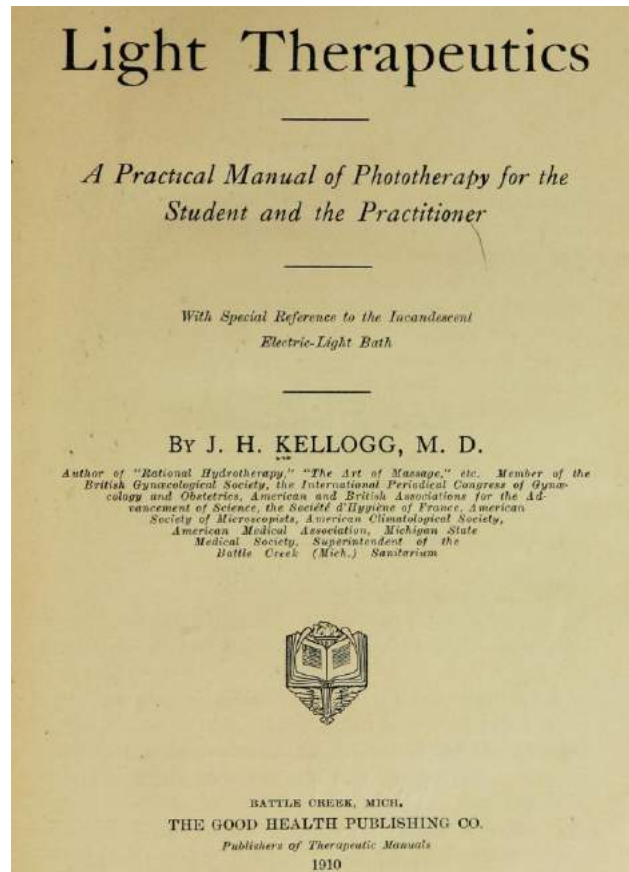 Light Therapeutics
A Practical Manual of Phototherapy for the
Student and the Practitioner
With Special Reference to the Incandescent
Electric-Light Bath
BY J. H. KELLOGG, M. D.
Author of "Rational Hydrotherapy," "The Art of Massage," etc. Member of the
British Gynæcological Society, the International Periodical Congress of Gynæ-
cology and Obstetrics, American and British Associations for the Ad-
vancement of Science, the Société d'Hygiène of France, American
Society of Microscopists, American Climatological Society,
American Medical Association, Michigan State
Medical Society, Superintendent of the
Battle Creek (Mich.) Sanitarium
BATTLE CREEK, MICH.
THE GOOD HEALTH PUBLISHING CO.
Publishers of Therapeutic Manuals
1910